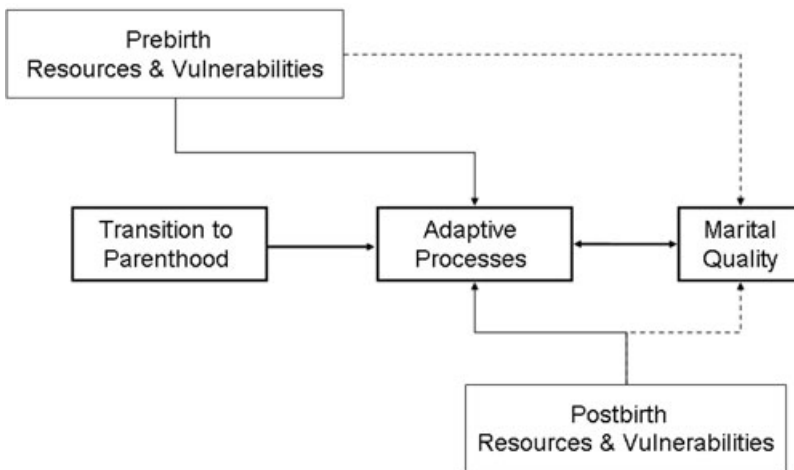 Prebirth
Resources & Vulnerabilities
Transition to
Parenthood
Adaptive
Processes
Marital
Quality
Postbirth
Resources & Vulnerabilities